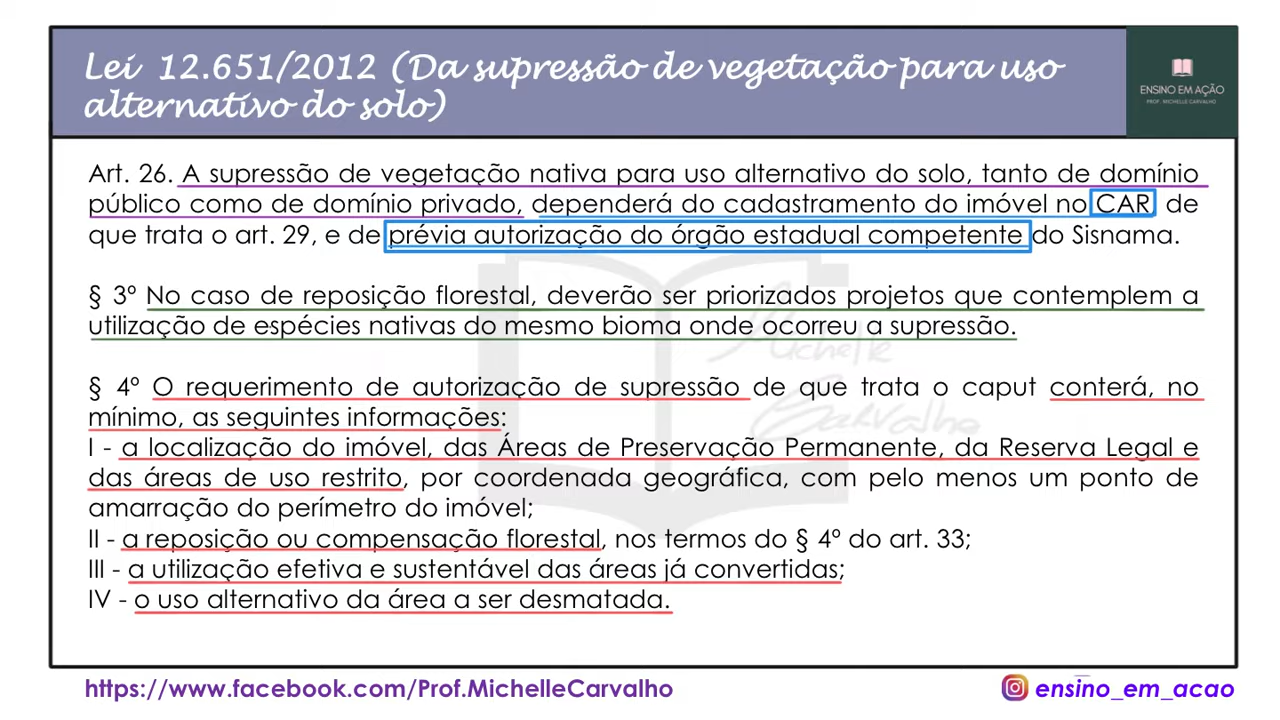 Lei 12.651/2012 (Da supressão de vegetação para uso
alternativo do solo)
ENSINO EM AÇÃO
PROF. MICHELLE CARVALHO
Art. 26. A supressão de vegetação nativa para uso alternativo do solo, tanto de domínio
público como de domínio privado, dependerá do cadastramento do imóvel no CAR, de
que trata o art. 29, e de prévia autorização do órgão estadual competente do Sisnama.
§ 3º No caso de reposição florestal, deverão ser priorizados projetos que contemplem a
utilização de espécies nativas do mesmo bioma onde ocorreu a supressão.
§ 4º O requerimento de autorização de supressão de que trata o caput conterá, no
mínimo, as seguintes informações:
I - a localização do imóvel, das Áreas de Preservação Permanente, da Reserva Legal e
das áreas de uso restrito, por coordenada geográfica, com pelo menos um ponto de
amarração do perímetro do imóvel;
II - a reposição ou compensação florestal, nos termos do § 4º do art. 33;
III - a utilização efetiva e sustentável das áreas já convertidas;
IV - o uso alternativo da área a ser desmatada.
Michelle
Carvalho
https://www.facebook.com/Prof.MichelleCarvalho
ensino_em_acao